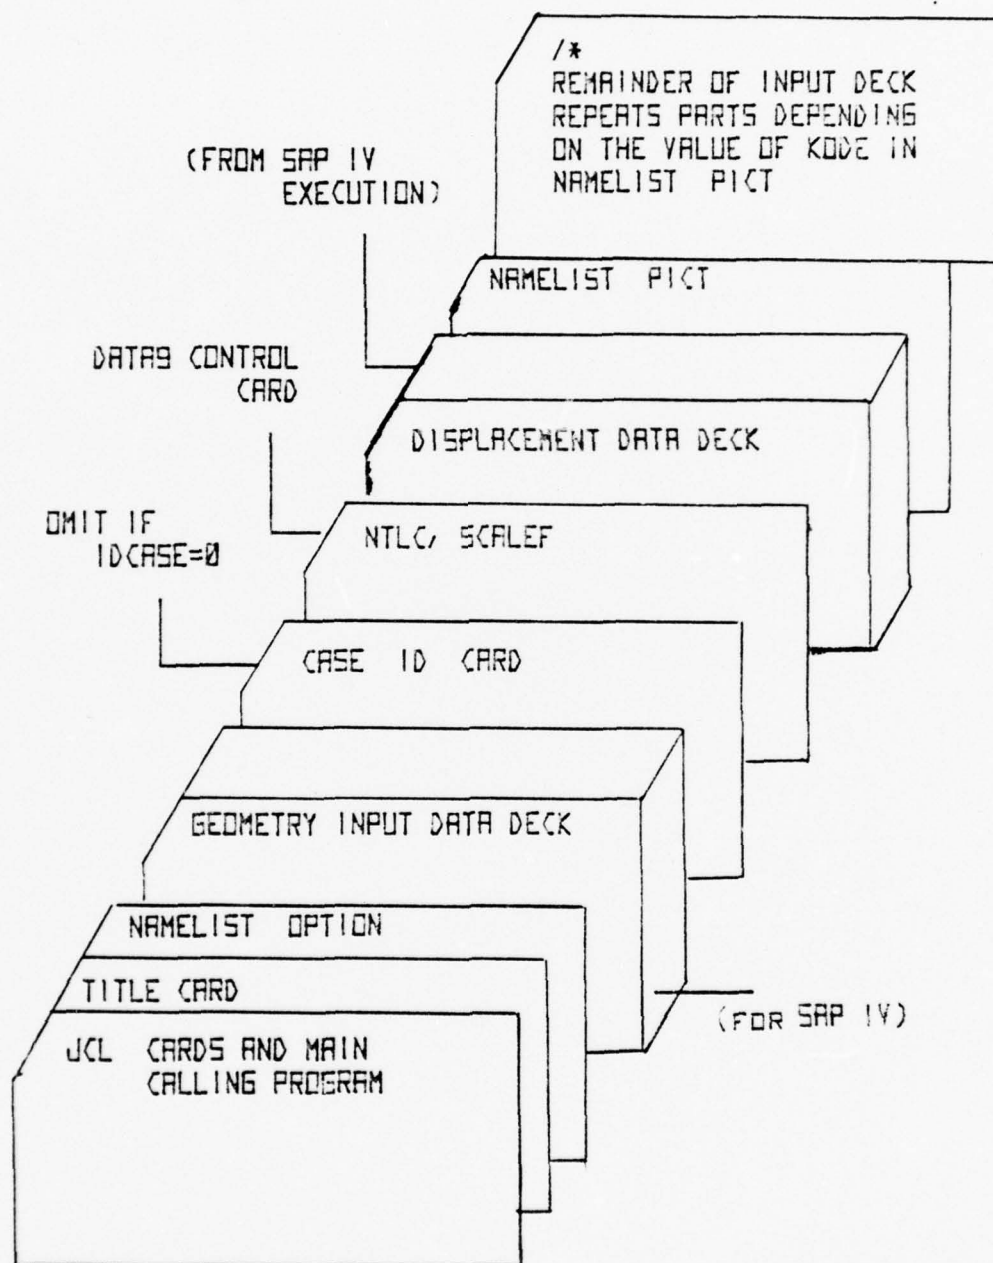 /*
REMAINDER OF INPUT DECK
REPEATS PARTS DEPENDING
ON THE VALUE OF KODE IN
NAMELIST PICT
(FROM SAP IV
EXECUTION)
NAMELIST PICT
DATA9 CONTROL
CARD
DISPLACEMENT DATA DECK
OMIT IF
IDCASE=0
NTLC, SCALEF
CASE ID CARD
GEOMETRY INPUT DATA DECK
NAMELIST OPTION
TITLE CARD
(FOR SAP IV)
JCL CARDS AND MAIN
CALLING PROGRAM